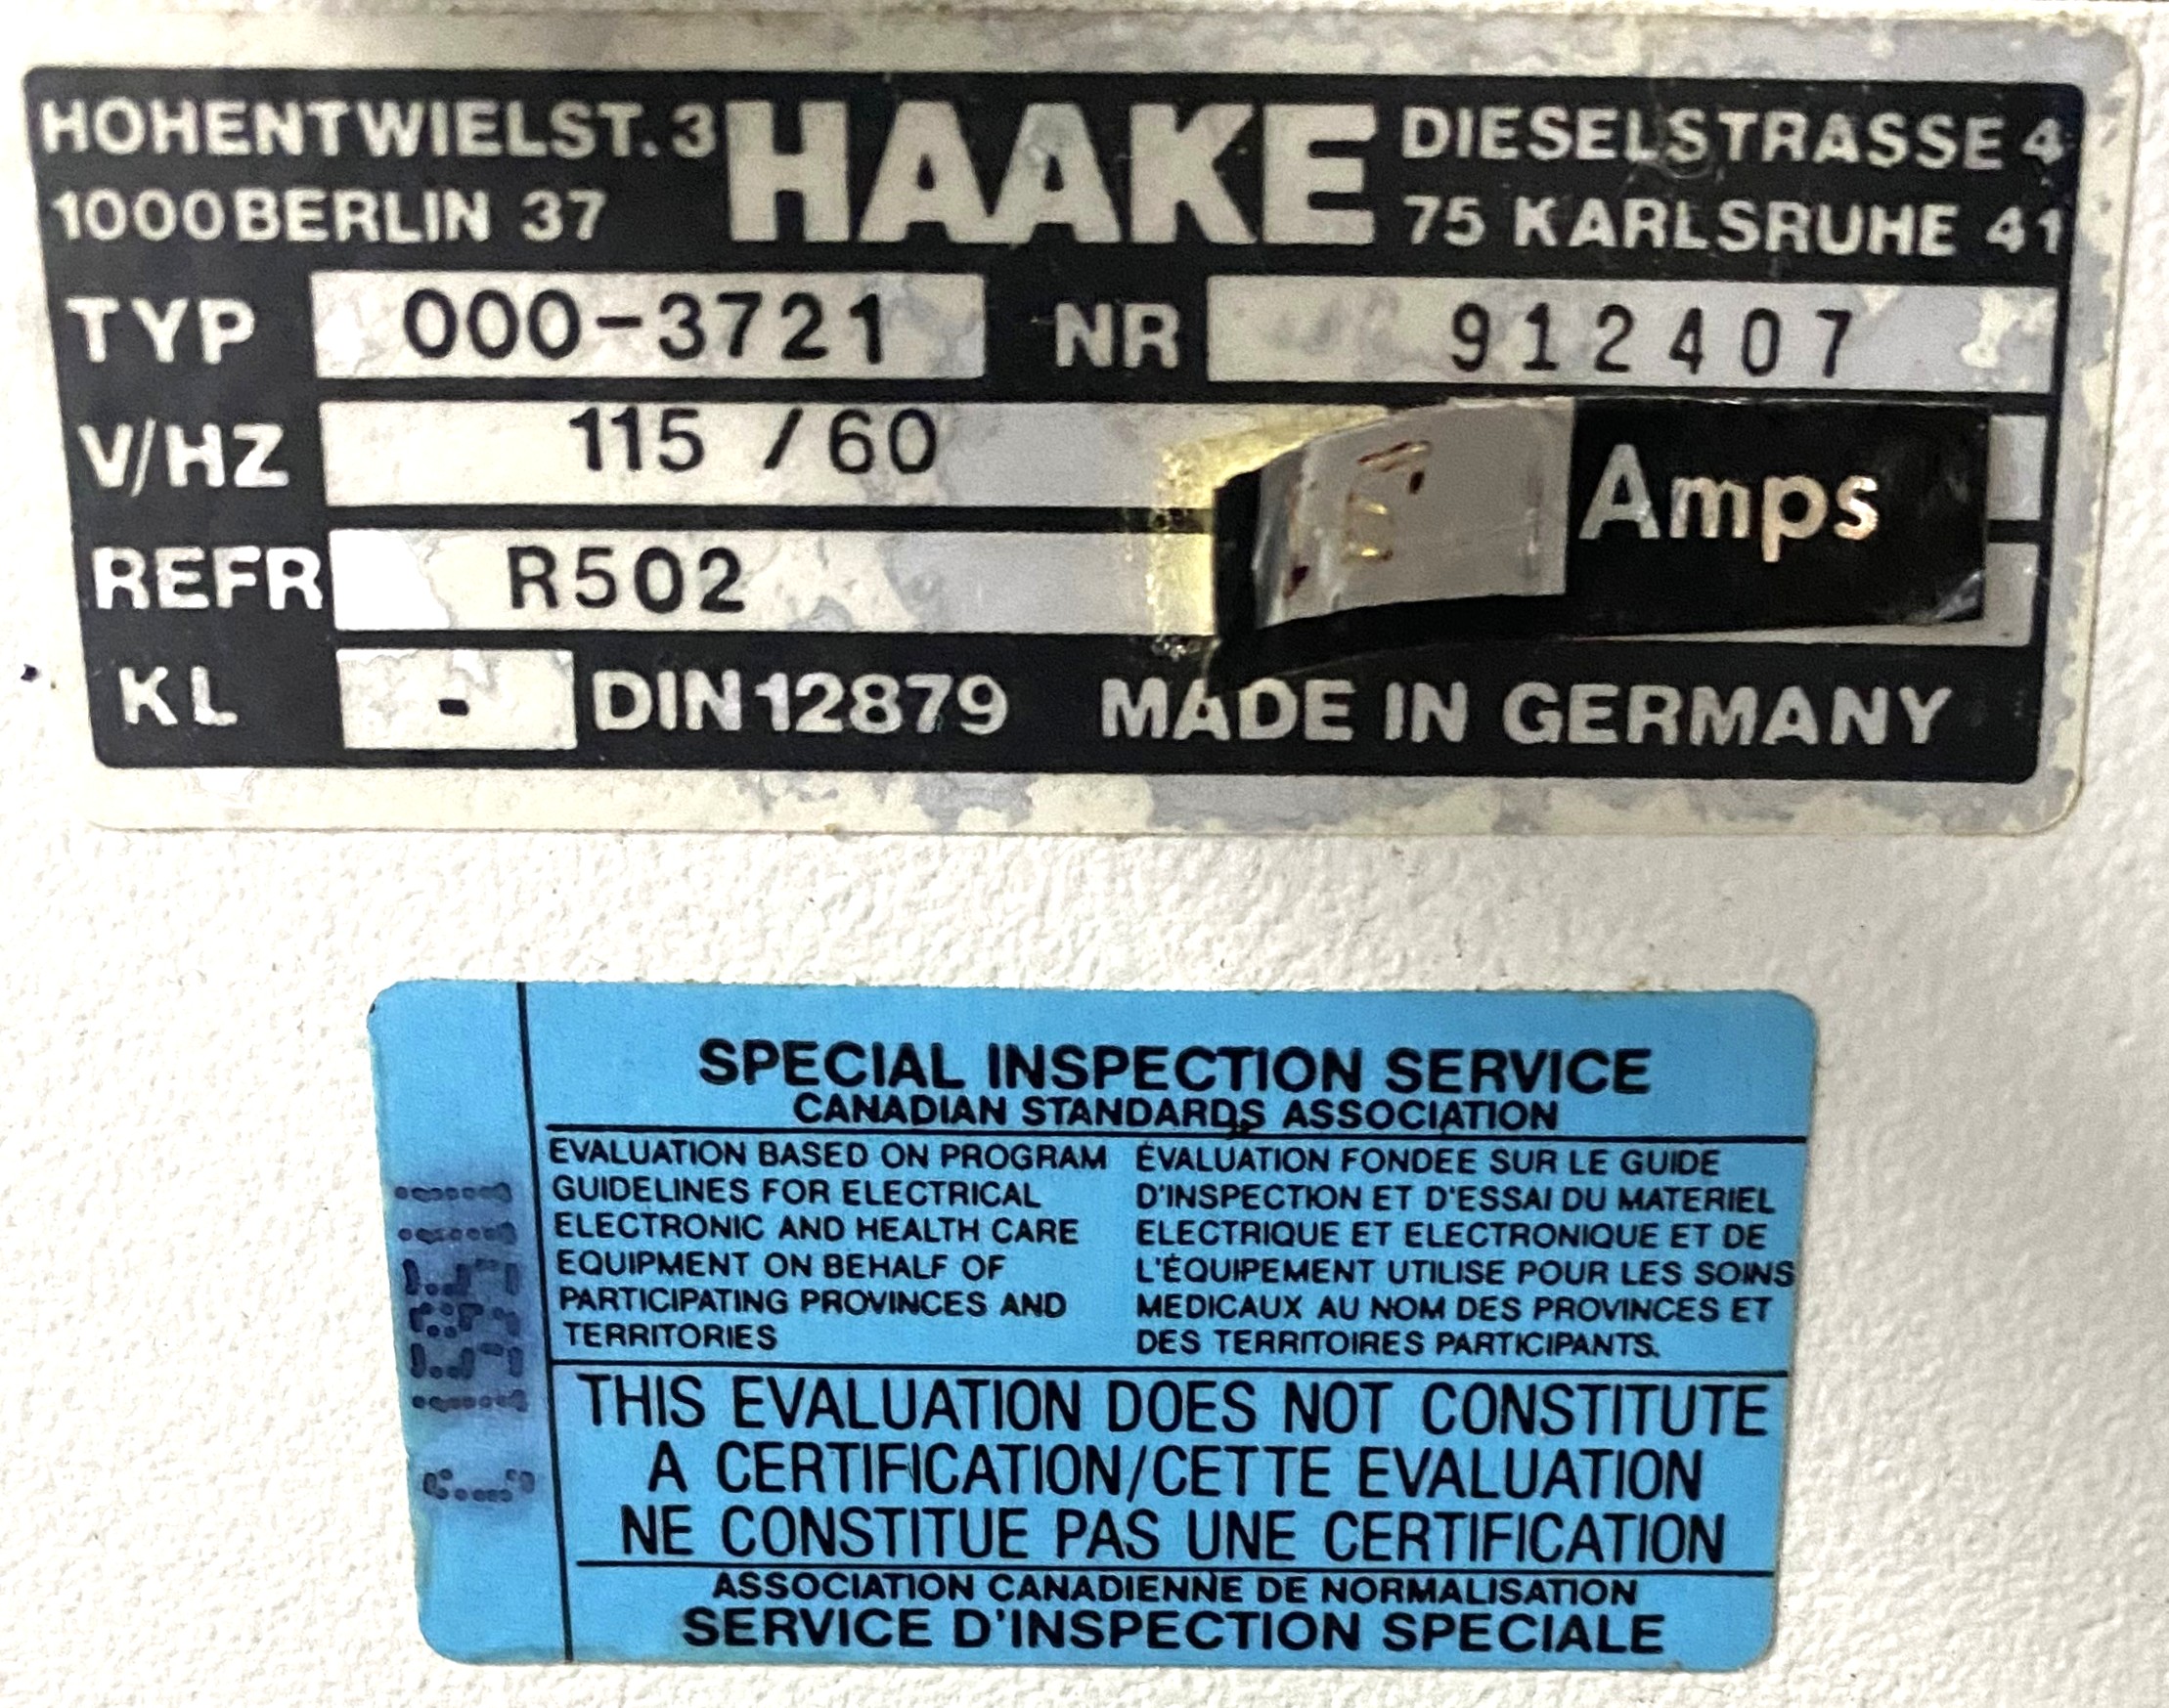 HOHENTWIELST. 3 HAAKE DIESELSTRASSE 4
1000 BERLIN 37 75 KARLSRUHE 41
TYP 000-3721 NR 912407
V/HZ 115 / 60
Amps
REFR R502
KL - DIN 12879 MADE IN GERMANY
SPECIAL INSPECTION SERVICE
CANADIAN STANDARDS ASSOCIATION
EVALUATION BASED ON PROGRAM
GUIDELINES FOR ELECTRICAL
ELECTRONIC AND HEALTH CARE
EQUIPMENT ON BEHALF OF
PARTICIPATING PROVINCES AND
TERRITORIES
ÉVALUATION FONDEE SUR LE GUIDE
D'INSPECTION ET D'ESSAI DU MATERIEL
ELECTRIQUE ET ELECTRONIQUE ET DE
L'ÉQUIPEMENT UTILISE POUR LES SOINS
MEDICAUX AU NOM DES PROVINCES ET
DES TERRITOIRES PARTICIPANTS.
THIS EVALUATION DOES NOT CONSTITUTE
A CERTIFICATION/CETTE EVALUATION
NE CONSTITUE PAS UNE CERTIFICATION
ASSOCIATION CANADIENNE DE NORMALISATION
SERVICE D'INSPECTION SPECIALE